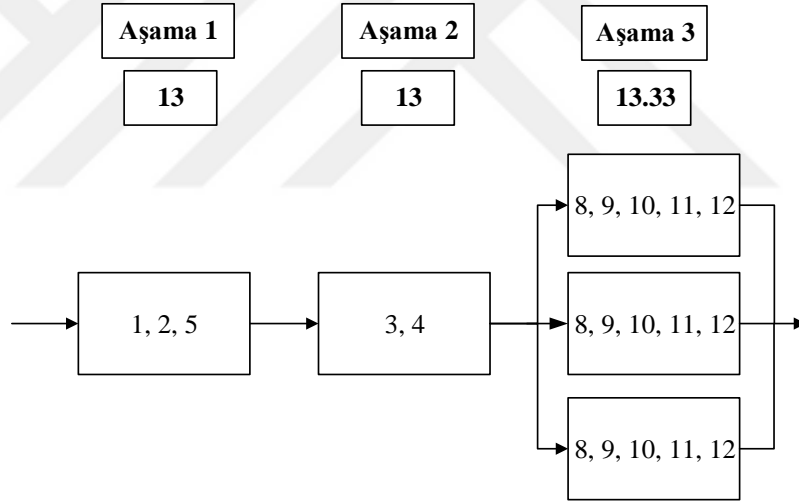 Aşama 1
Aşama 2
Aşama 3
13
13
13.33
8, 9, 10, 11, 12
1, 2, 5
3, 4
8, 9, 10, 11, 12
8, 9, 10, 11, 12